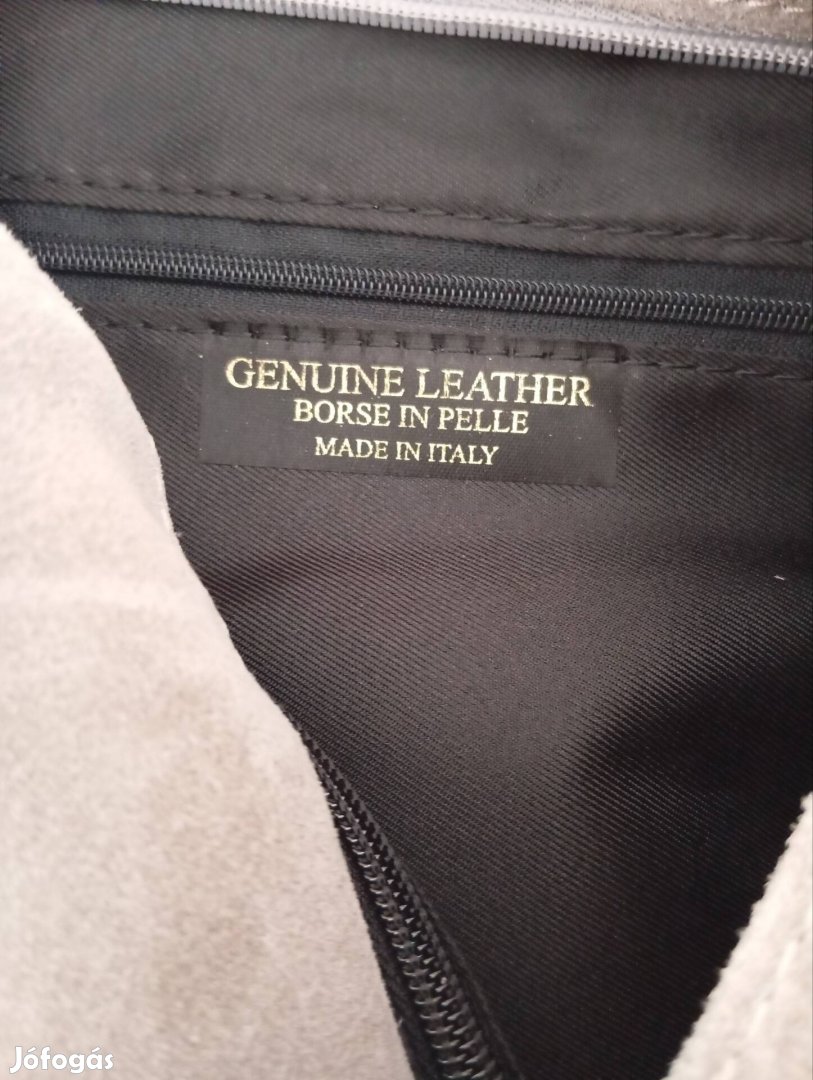 GENUINE LEATHER
BORSE IN PELLE
MADE IN ITALY
Jófogás